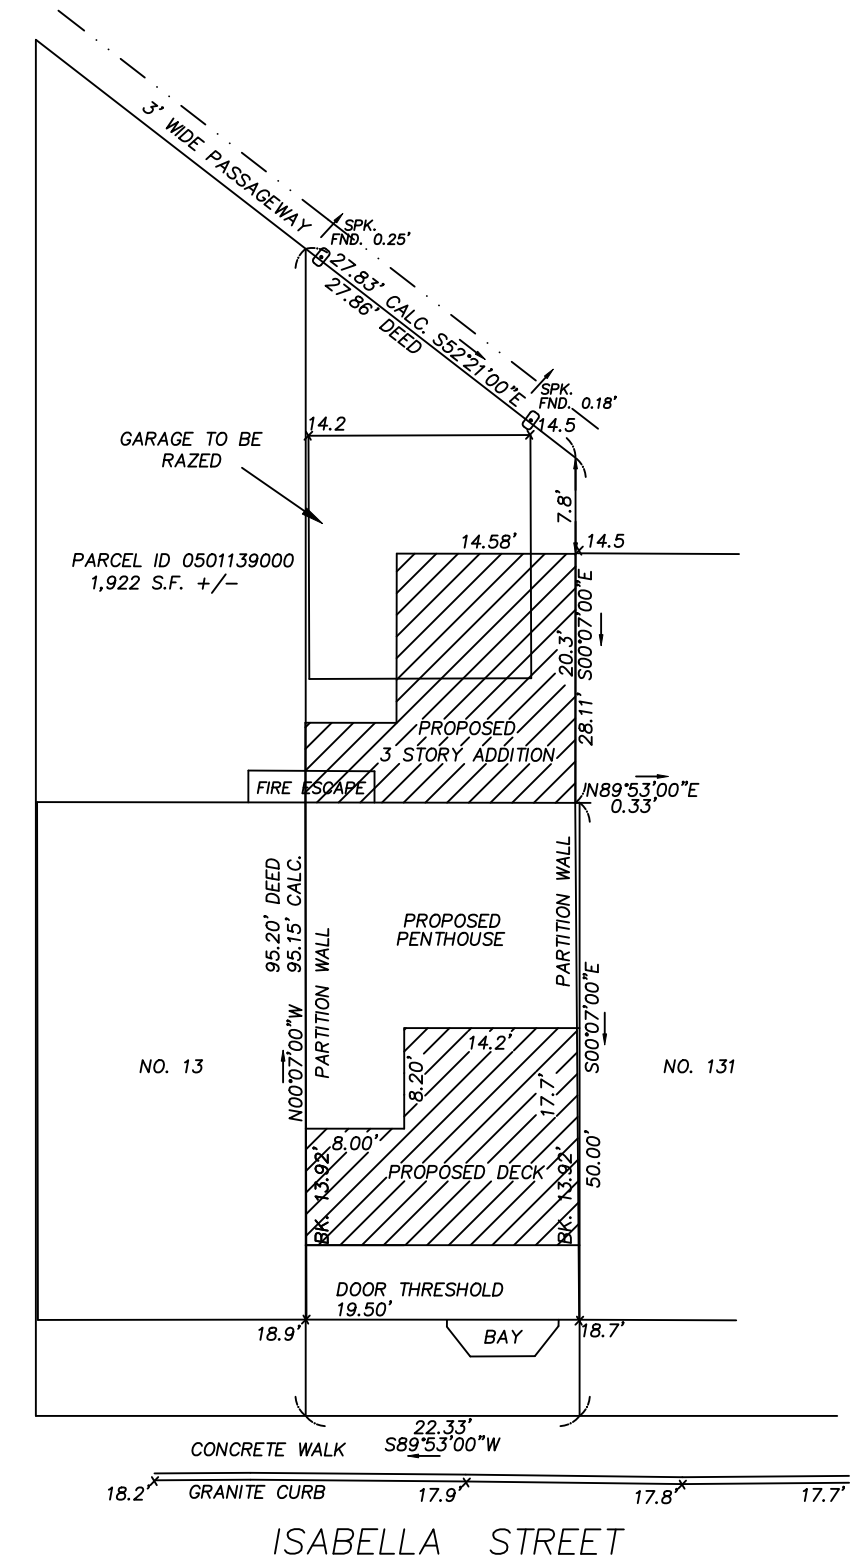 3' WIDE PASSAGEWAY
SPK.
FND. 0.25'
27.83' CALC. S52°21'00"E
27.86' DEED
SPK.
FND. 0.18'
14.2
14.5
GARAGE TO BE
RAZED
7.8'
14.58'
14.5
PARCEL ID 0501139000
1,922 S.F. +/-
S00°07'00"E
20.3'
28.11'
PROPOSED
3 STORY ADDITION
FIRE ESCAPE
N89°53'00"E
0.33'
95.20' DEED
95.15' CALC.
N00°07'00"W
PARTITION WALL
PROPOSED
PENTHOUSE
PARTITION WALL
S00°07'00"E
50.00'
NO. 13
NO. 131
14.2'
8.20'
17.7'
8.00'
PROPOSED DECK
BK. 13.92'
BK. 13.92'
DOOR THRESHOLD
19.50'
18.9'
BAY
18.7'
22.33'
S89°53'00"W
CONCRETE WALK
18.2'
GRANITE CURB
17.9'
17.8'
17.7'
ISABELLA STREET